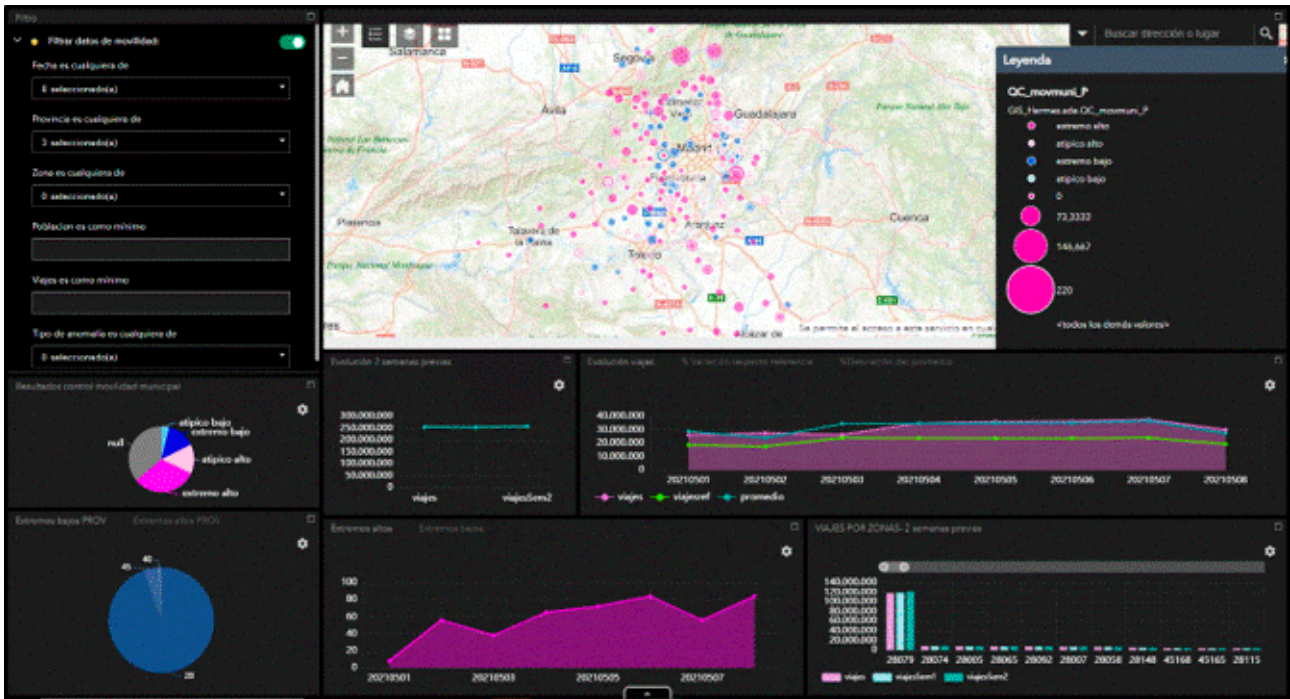 Filtro
Filtrar datos de movilidad:
Fecha es cualquiera de
8 seleccionado(a)
Provincia es cualquiera de
3 seleccionado(a)
Zona es cualquiera de
0 seleccionado(a)
Poblacion es como mínimo
Viajes es como mínimo
Tipo de anomalía es cualquiera de
0 seleccionado(a)
Salamanca
Segovia
Ávila
Guadalajara
Madrid
Plasencia
Talavera de la Reina
Aranjuez
Toledo
Cuenca
Se permite el acceso a este servicio en
Buscar dirección o lugar
Leyenda
QC_movmuni_P
GIS_Hermes.sde.QC_movmuni_P
extremo alto
atipico alto
extremo bajo
atipico bajo
0
73,3333
146,667
220
<todos los demás valores>
Resultados control movilidad municipal
null
atipico bajo
extremo bajo
atipico alto
extremo alto
Evolución 2 semanas previas
300.000.000
250.000.000
200.000.000
150.000.000
100.000.000
50.000.000
0
viajes
viajesSem2
Evolución viajes
% Variación respecto referencia
%Desviación del promedio
40.000.000
30.000.000
20.000.000
10.000.000
0
20210501 20210502 20210503 20210504 20210505 20210506 20210507 20210508
viajes viajesref promedio
Extremos bajos PROV
Extremos altos PROV
40
45
28
Extremos altos
Extremos bajos
100
80
60
40
20
0
20210501 20210503 20210505 20210507
VIAJES POR ZONAS- 2 semanas previas
140.000.000
120.000.000
100.000.000
80.000.000
60.000.000
40.000.000
20.000.000
0
28079 28074 28005 28065 28092 28007 28058 28148 45168 45165 28115
viajes viajesSem1 viajesSem2